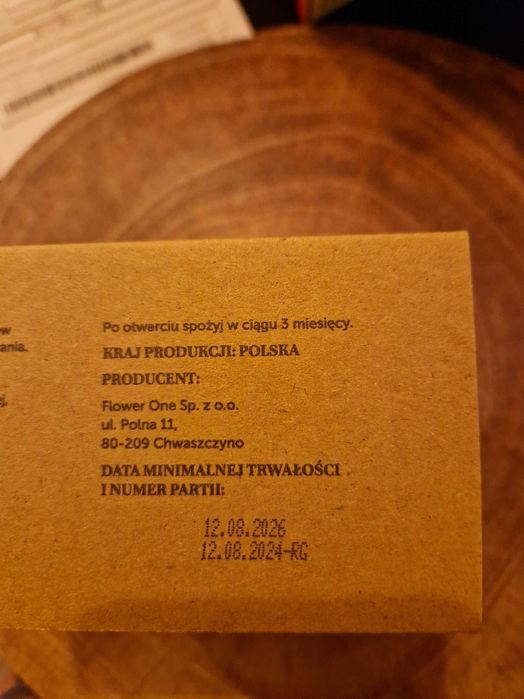 ania.
Po otwarciu spożyj w ciągu 3 miesięcy.
KRAJ PRODUKCJI: POLSKA
PRODUCENT:
Flower One Sp. z o.o.
ul. Polna 11,
80-209 Chwaszczyno
DATA MINIMALNEJ TRWAŁOŚCI
I NUMER PARTII:
12.08.2026
12.08.2024-RG